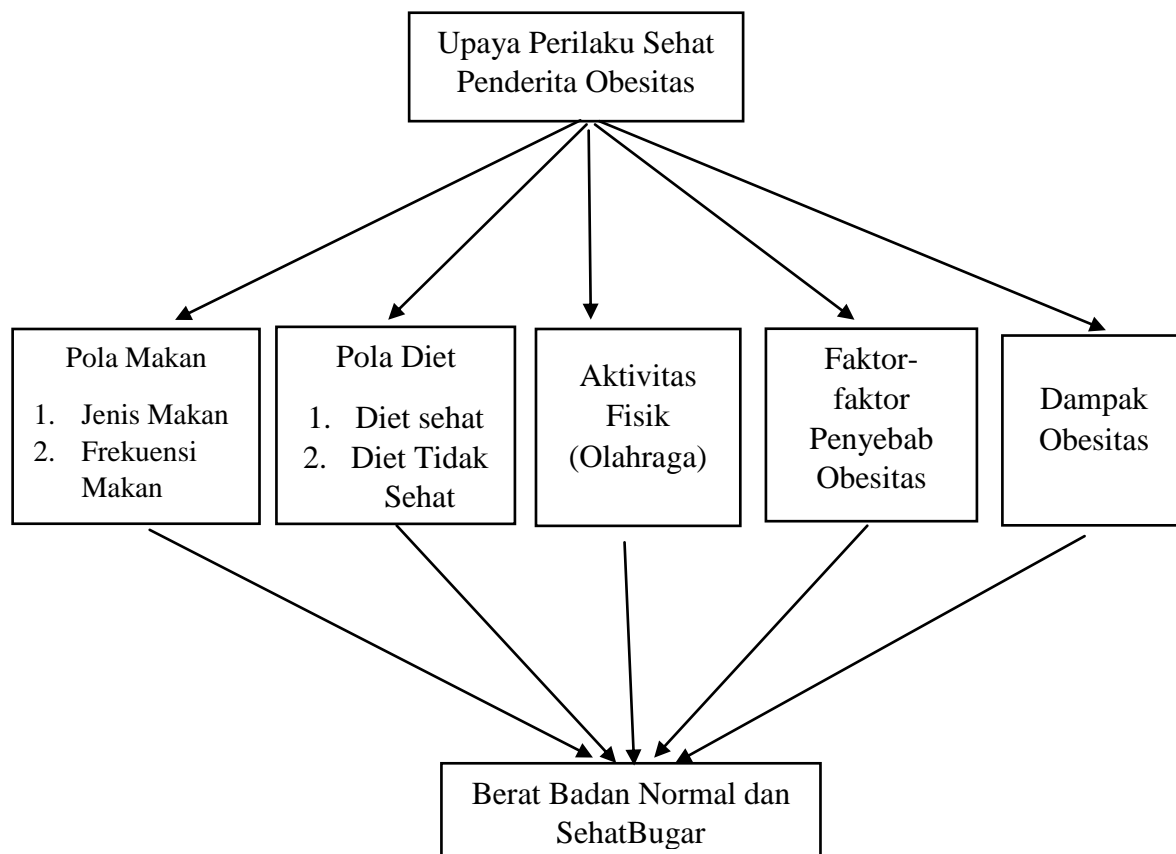 Upaya Perilaku Sehat
Penderita Obesitas
Pola Makan
1. Jenis Makan
2. Frekuensi
Makan
Pola Diet
1. Diet sehat
2. Diet Tidak
Sehat
Aktivitas
Fisik
(Olahraga)
Faktor-
faktor
Penyebab
Obesitas
Dampak
Obesitas
Berat Badan Normal dan
SehatBugar